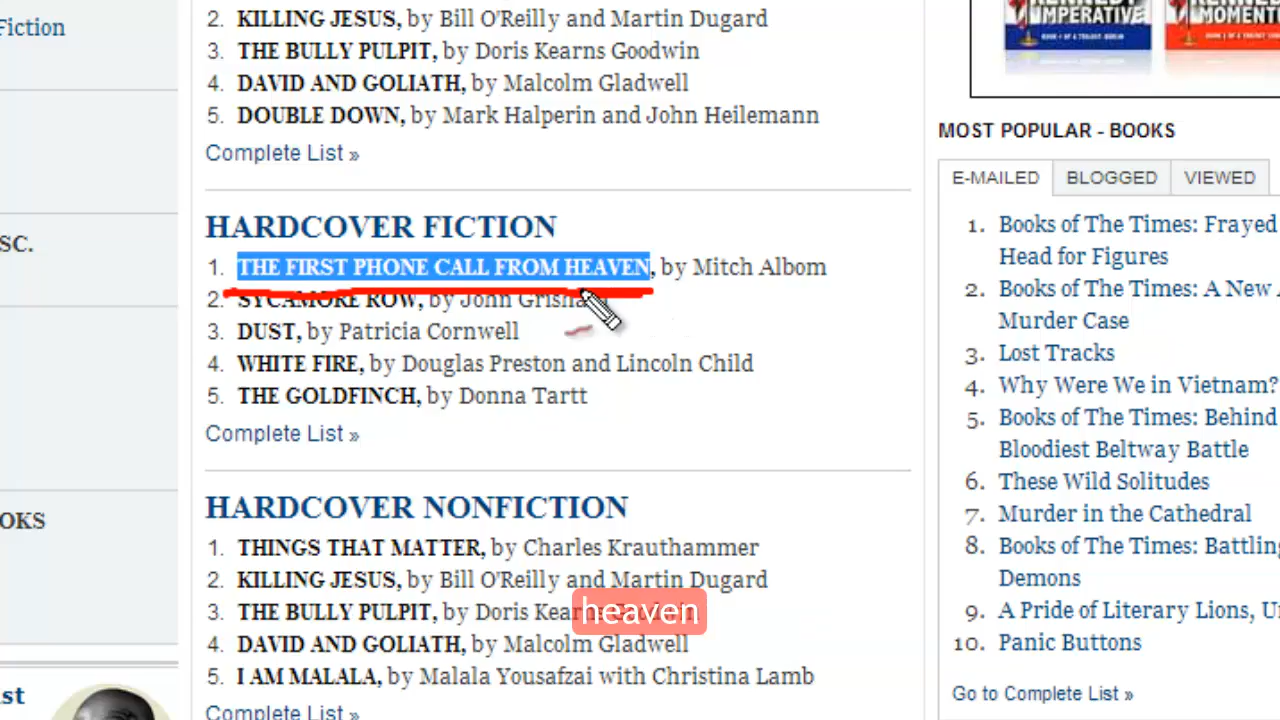 Fiction
SC.
OKS
st
2. KILLING JESUS, by Bill O'Reilly and Martin Dugard
3. THE BULLY PULPIT, by Doris Kearns Goodwin
4. DAVID AND GOLIATH, by Malcolm Gladwell
5. DOUBLE DOWN, by Mark Halperin and John Heilemann
Complete List »
HARDCOVER FICTION
1. THE FIRST PHONE CALL FROM HEAVEN, by Mitch Albom
2. SYCAMORE ROW, by John Grisham
3. DUST, by Patricia Cornwell
4. WHITE FIRE, by Douglas Preston and Lincoln Child
5. THE GOLDFINCH, by Donna Tartt
Complete List »
HARDCOVER NONFICTION
1. THINGS THAT MATTER, by Charles Krauthammer
2. KILLING JESUS, by Bill O'Reilly and Martin Dugard
3. THE BULLY PULPIT, by Doris Kearns
heaven
4. DAVID AND GOLIATH, by Malcolm Gladwell
5. I AM MALALA, by Malala Yousafzai with Christina Lamb
Complete List »
IMPERATIVE
MOMENT
MOST POPULAR - BOOKS
E-MAILED BLOGGED VIEWED
1. Books of The Times: Frayed
Head for Figures
2. Books of The Times: A New
Murder Case
3. Lost Tracks
4. Why Were We in Vietnam?
5. Books of The Times: Behind
Bloodiest Beltway Battle
6. These Wild Solitudes
7. Murder in the Cathedral
8. Books of The Times: Battling
Demons
9. A Pride of Literary Lions, Un
10. Panic Buttons
Go to Complete List »